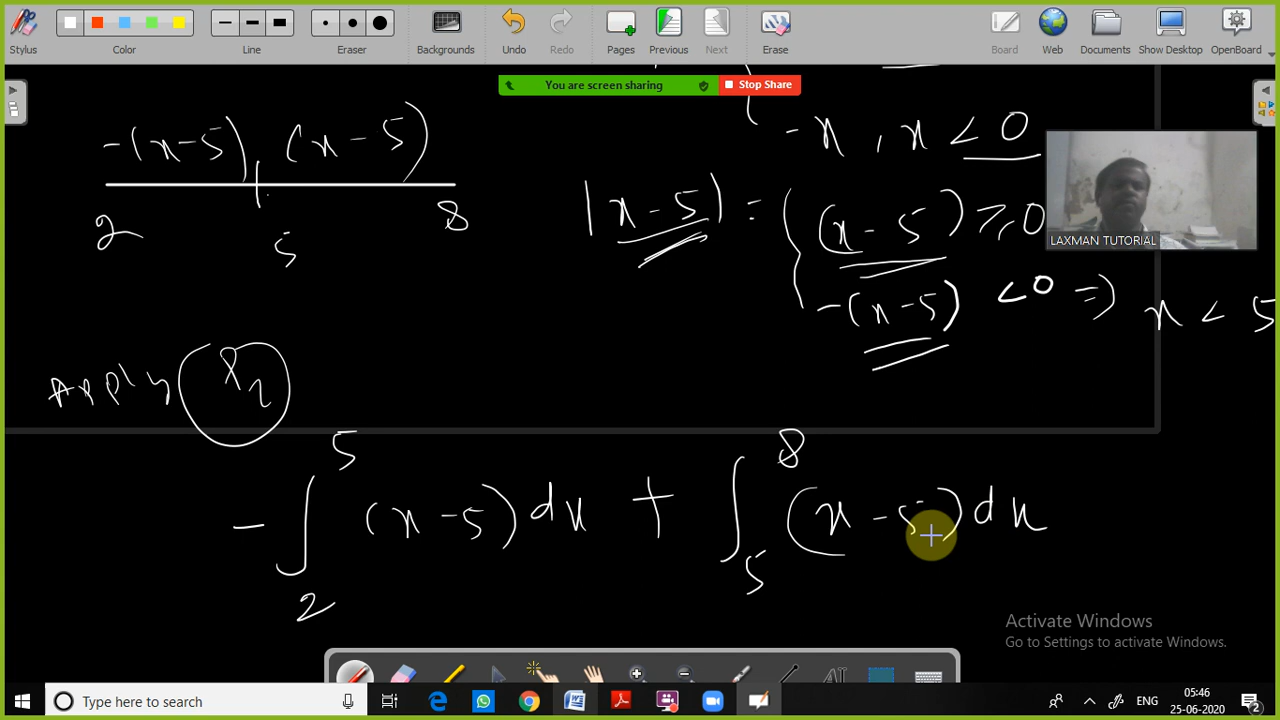 Stylus Color Line Eraser Backgrounds Undo Redo Pages Previous Next Erase Board Web Documents Show Desktop OpenBoard
You are screen sharing Stop Share
-x , x < 0
-(x-5) (x-5)
2 5 8
|x-5| = { (x-5) ≥ 0
-(x-5) <0 => x < 5
LAXMAN TUTORIAL
Apply P2
- ∫₂⁵ (x-5) dx + ∫₅⁸ (x-5) dx
Activate Windows
Go to Settings to activate Windows.
Type here to search
ENG
05:46
25-06-2020
2